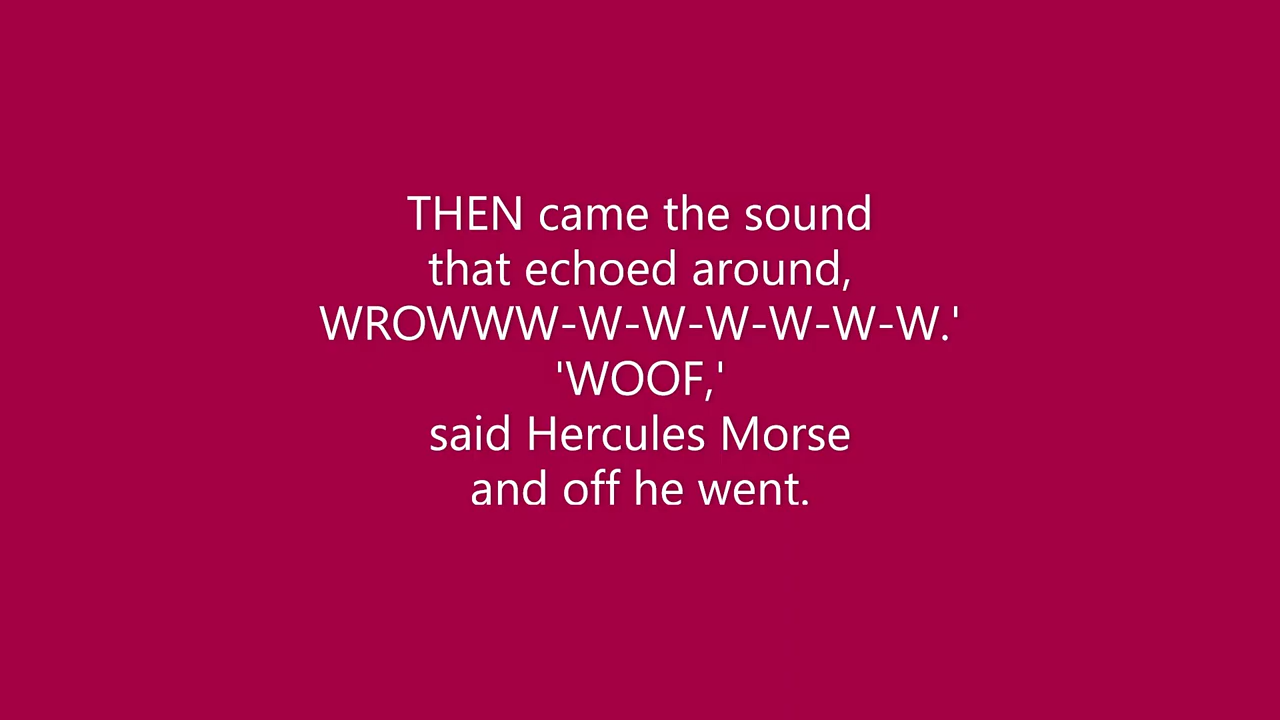 THEN came the sound
that echoed around,
WROWWW-W-W-W-W-W-W.'
'WOOF,'
said Hercules Morse
and off he went.